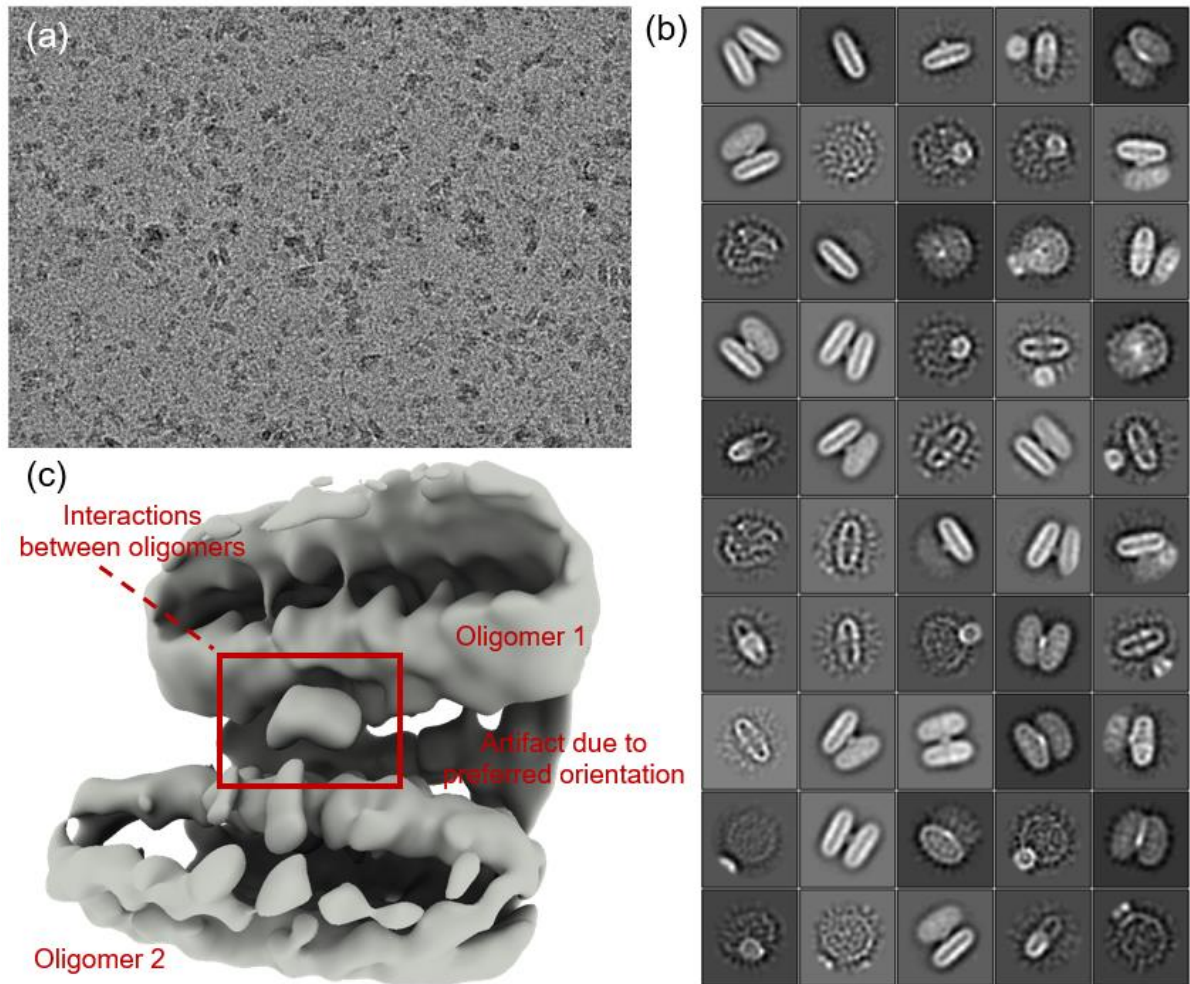 (a)
(b)
(c)
Interactions
between oligomers
Oligomer 1
Artifact due to
preferred orientation
Oligomer 2